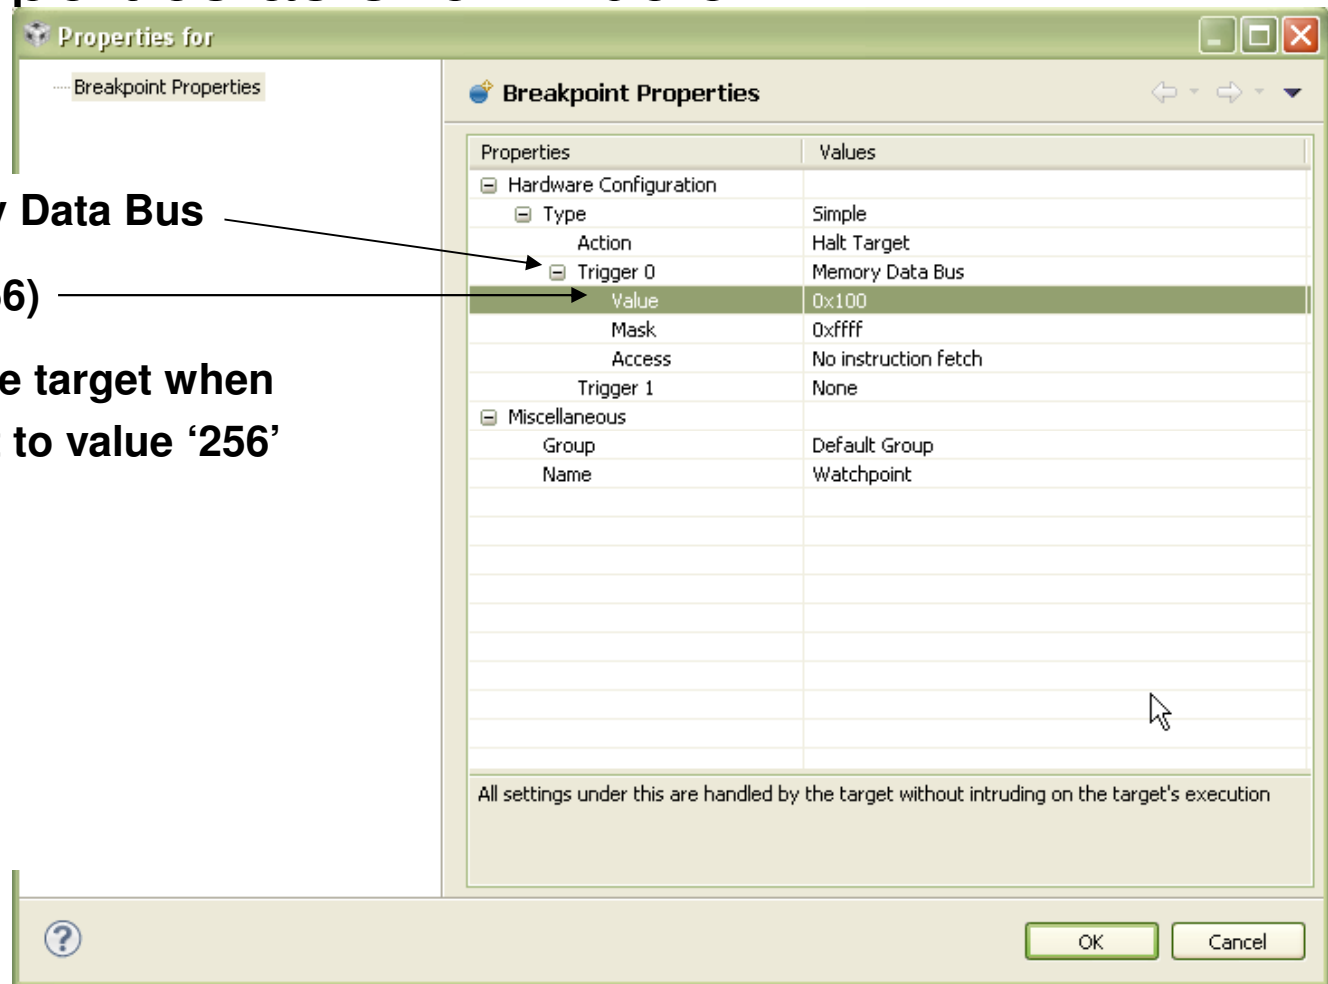 Properties for
Breakpoint Properties
Breakpoint Properties
Properties Values
Hardware Configuration
Type Simple
Action Halt Target
Trigger 0 Memory Data Bus
Value 0x100
Mask 0xffff
Access No instruction fetch
Trigger 1 None
Miscellaneous
Group Default Group
Name Watchpoint
Data Bus
6)
e target when
to value ‘256’
All settings under this are handled by the target without intruding on the target's execution
OK Cancel